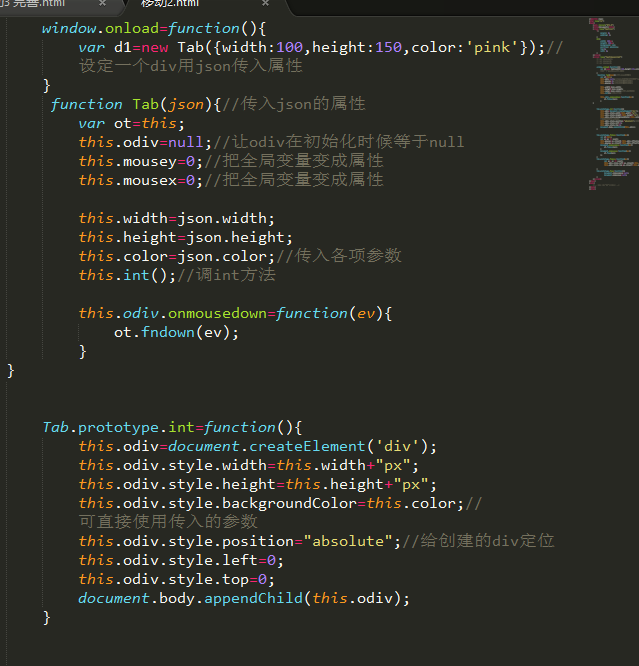 动3 完善.html × 移动2.html ×
window.onload=function(){
var d1=new Tab({width:100,height:150,color:'pink'});//
设定一个div用json传入属性
}
function Tab(json){//传入json的属性
var ot=this;
this.odiv=null;//让odiv在初始化时候等于null
this.mousey=0;//把全局变量变成属性
this.mousex=0;//把全局变量变成属性
this.width=json.width;
this.height=json.height;
this.color=json.color;//传入各项参数
this.int();//调int方法
this.odiv.onmousedown=function(ev){
ot.fndown(ev);
}
}
Tab.prototype.int=function(){
this.odiv=document.createElement('div');
this.odiv.style.width=this.width+"px";
this.odiv.style.height=this.height+"px";
this.odiv.style.backgroundColor=this.color;//
可直接使用传入的参数
this.odiv.style.position="absolute";//给创建的div定位
this.odiv.style.left=0;
this.odiv.style.top=0;
document.body.appendChild(this.odiv);
}